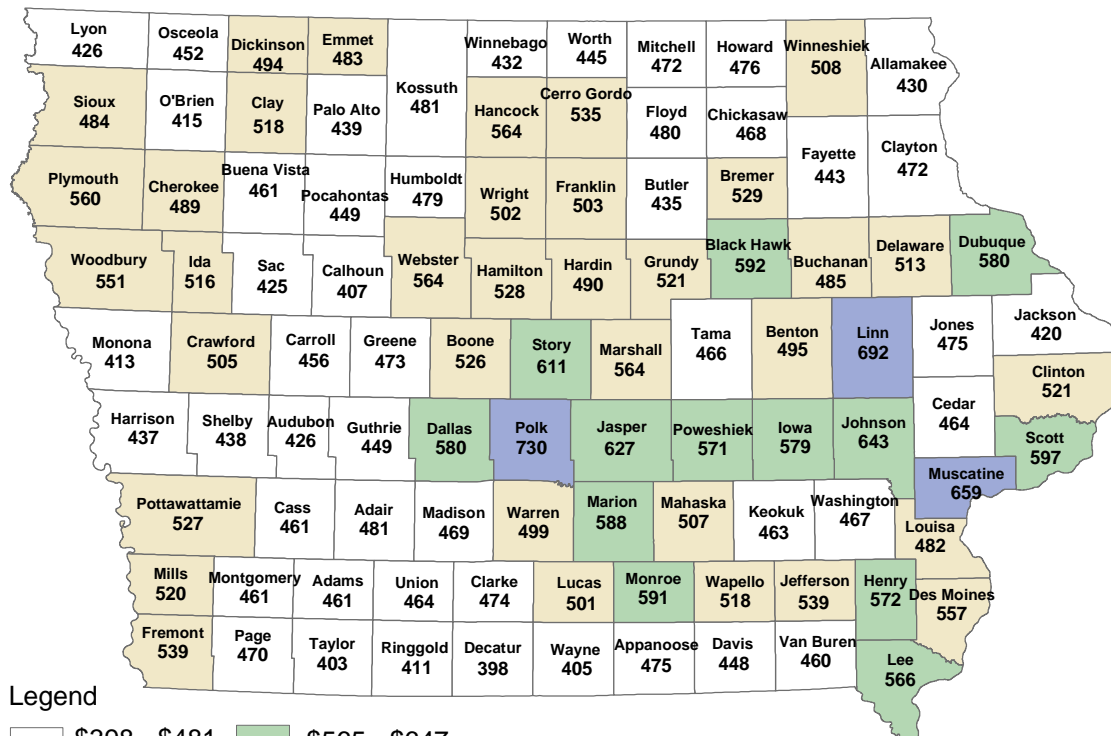 Lyon
426
Osceola
452
Dickinson
494
Emmet
483
Kossuth
481
Winnebago
432
Worth
445
Mitchell
472
Howard
476
Winneshiek
508
Allamakee
430
Sioux
484
O'Brien
415
Clay
518
Palo Alto
439
Hancock
564
Cerro Gordo
535
Floyd
480
Chickasaw
468
Fayette
443
Clayton
472
Plymouth
560
Cherokee
489
Buena Vista
461
Pocahontas
449
Humboldt
479
Wright
502
Franklin
503
Butler
435
Bremer
529
Woodbury
551
Ida
516
Sac
425
Calhoun
407
Webster
564
Hamilton
528
Hardin
490
Grundy
521
Black Hawk
592
Buchanan
485
Delaware
513
Dubuque
580
Monona
413
Crawford
505
Carroll
456
Greene
473
Boone
526
Story
611
Marshall
564
Tama
466
Benton
495
Linn
692
Jones
475
Jackson
420
Clinton
521
Harrison
437
Shelby
438
Audubon
426
Guthrie
449
Dallas
580
Polk
730
Jasper
627
Poweshiek
571
Iowa
579
Johnson
643
Cedar
464
Scott
597
Muscatine
659
Pottawattamie
527
Cass
461
Adair
481
Madison
469
Warren
499
Marion
588
Mahaska
507
Keokuk
463
Washington
467
Louisa
482
Mills
520
Montgomery
461
Adams
461
Union
464
Clarke
474
Lucas
501
Monroe
591
Wapello
518
Jefferson
539
Henry
572
Des Moines
557
Fremont
539
Page
470
Taylor
403
Ringgold
411
Decatur
398
Wayne
405
Appanoose
475
Davis
448
Van Buren
460
Lee
566
Legend